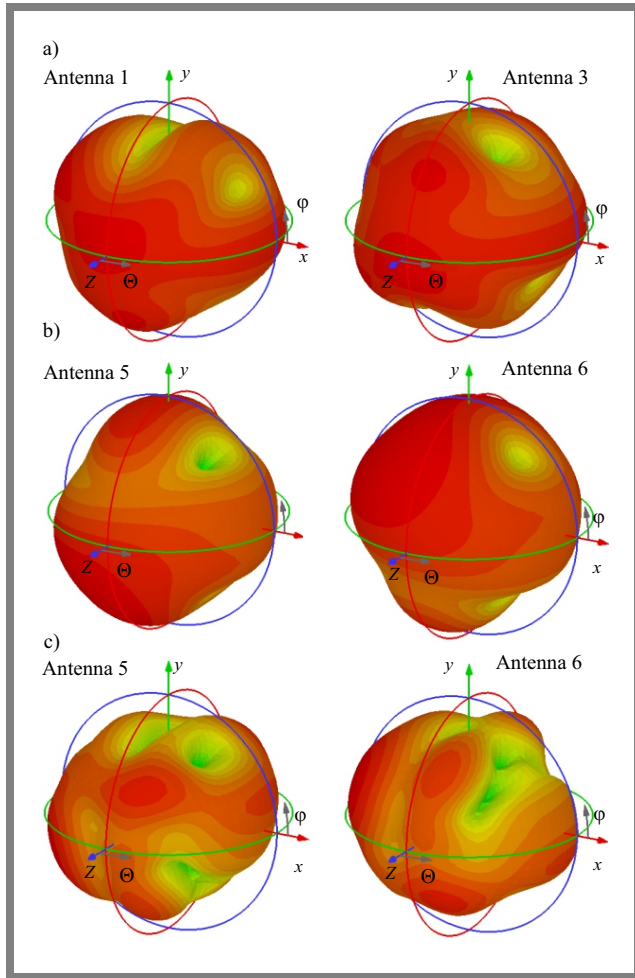 a)
Antenna 1
Antenna 3
y
y
φ
φ
x
x
Z
Θ
Z
Θ
b)
Antenna 5
Antenna 6
y
y
φ
x
Z
Θ
Z
Θ
c)
Antenna 5
Antenna 6
y
y
φ
φ
x
x
Z
Θ
Z
Θ